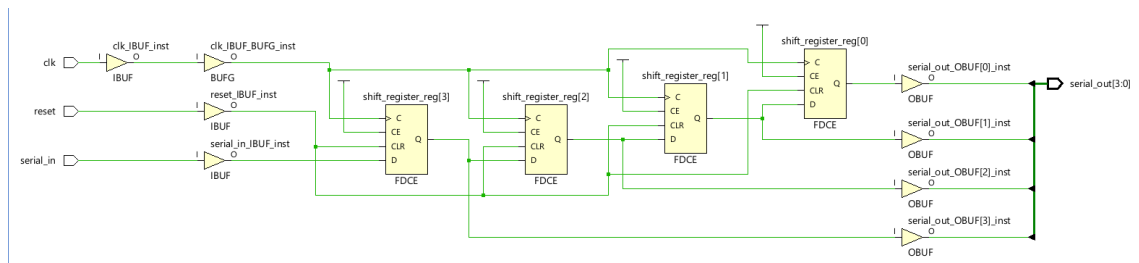 clk
I
clk_IBUF_inst
O
IBUF
I
clk_IBUF_BUFG_inst
O
BUFG
reset
I
reset_IBUF_inst
O
IBUF
serial_in
I
serial_in_IBUF_inst
O
IBUF
shift_register_reg[3]
C
CE
CLR
D
Q
FDCE
shift_register_reg[2]
C
CE
CLR
D
Q
FDCE
shift_register_reg[1]
C
CE
CLR
D
Q
FDCE
shift_register_reg[0]
C
CE
CLR
D
Q
FDCE
serial_out_OBUF[0]_inst
I
O
OBUF
serial_out_OBUF[1]_inst
I
O
OBUF
serial_out_OBUF[2]_inst
I
O
OBUF
serial_out_OBUF[3]_inst
I
O
OBUF
serial_out[3:0]